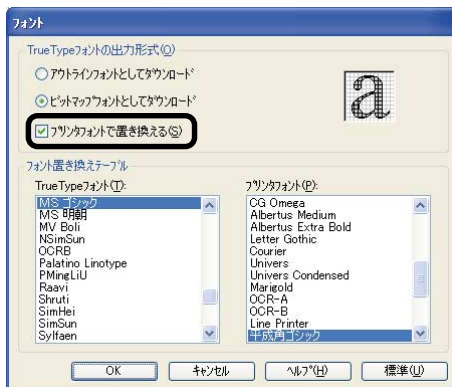 フォント
TrueTypeフォントの出力形式(O)
アウトラインフォントとしてダウンロード
ビットマップフォントとしてダウンロード
プリンタフォントで置き換える(S)
a
フォント置き換えテーブル
TrueTypeフォント(T):
MS ゴシック
MS 明朝
MV Boli
NSimSun
OCRB
Palatino Linotype
PMingLiU
Raavi
Shruti
SimHei
SimSun
Sylfaen
プリンタフォント(P):
CG Omega
Albertus Medium
Albertus Extra Bold
Letter Gothic
Courier
Univers
Univers Condensed
Marigold
OCR-A
OCR-B
Line Printer
平成角ゴシック
OK
キャンセル
ヘルプ(H)
標準(U)